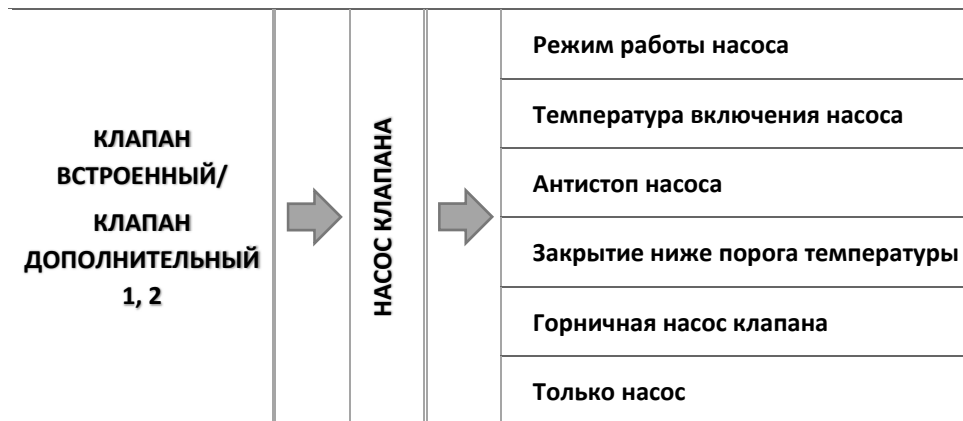 КЛАПАН
ВСТРОЕННЫЙ/
КЛАПАН
ДОПОЛНИТЕЛЬНЫЙ
1, 2
НАСОС КЛАПАНА
Режим работы насоса
Температура включения насоса
Антистоп насоса
Закрытие ниже порога температуры
Горничная насос клапана
Только насос